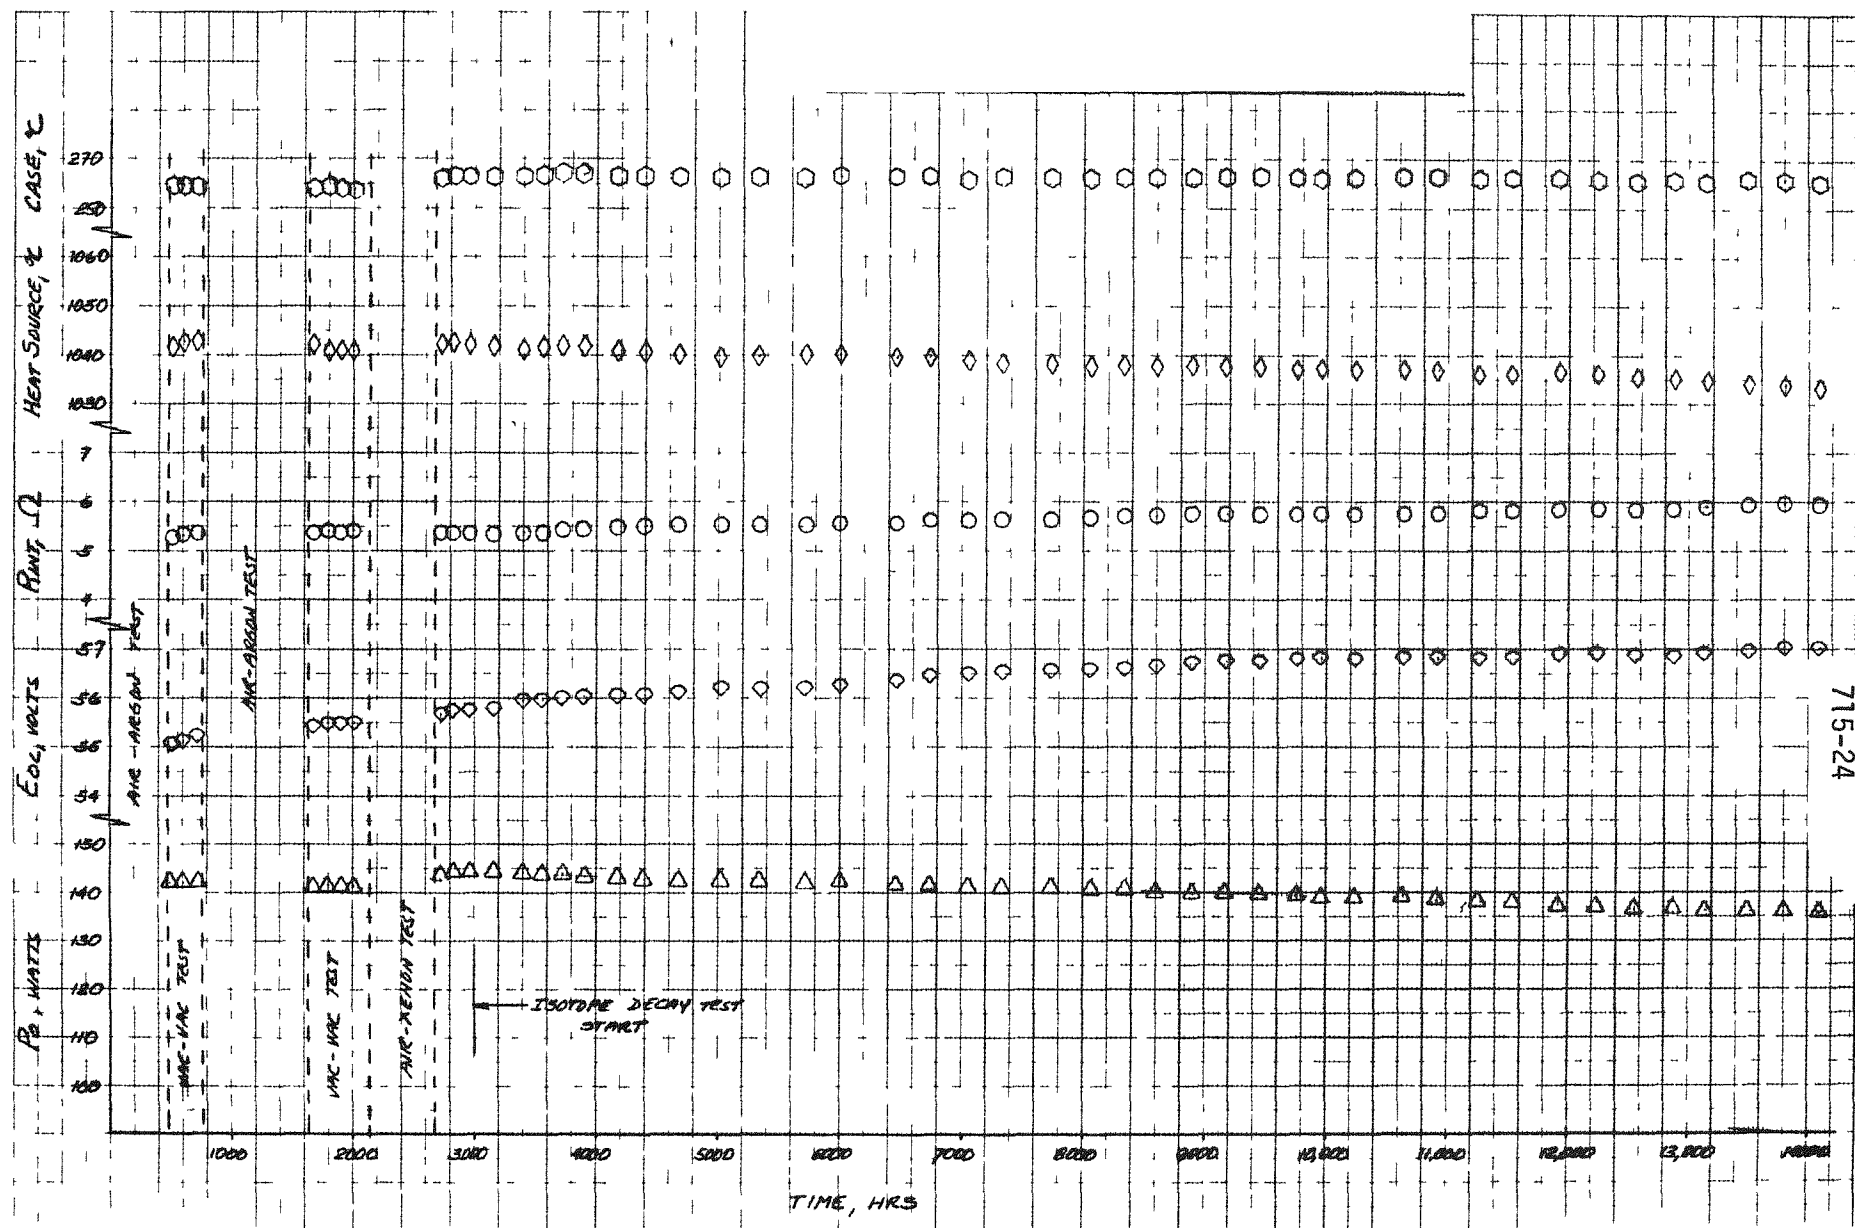 CASE, °C
270
250
HEAT SOURCE, °C
1060
1050
1040
1030
RINT, Ω
7
6
5
4
EOC, VOLTS
57
56
55
54
PO, WATTS
150
140
130
120
110
100
AIR-ARGON TEST
VAC-VAC TEST
AIR-ARGON TEST
VAC-VAC TEST
AIR-XENON TEST
ISOTOPE DECAY TEST
START
1000 2000 3000 4000 5000 6000 7000 8000 9000 10,000 11,000 12,000 13,000 14000
TIME, HRS
715-24